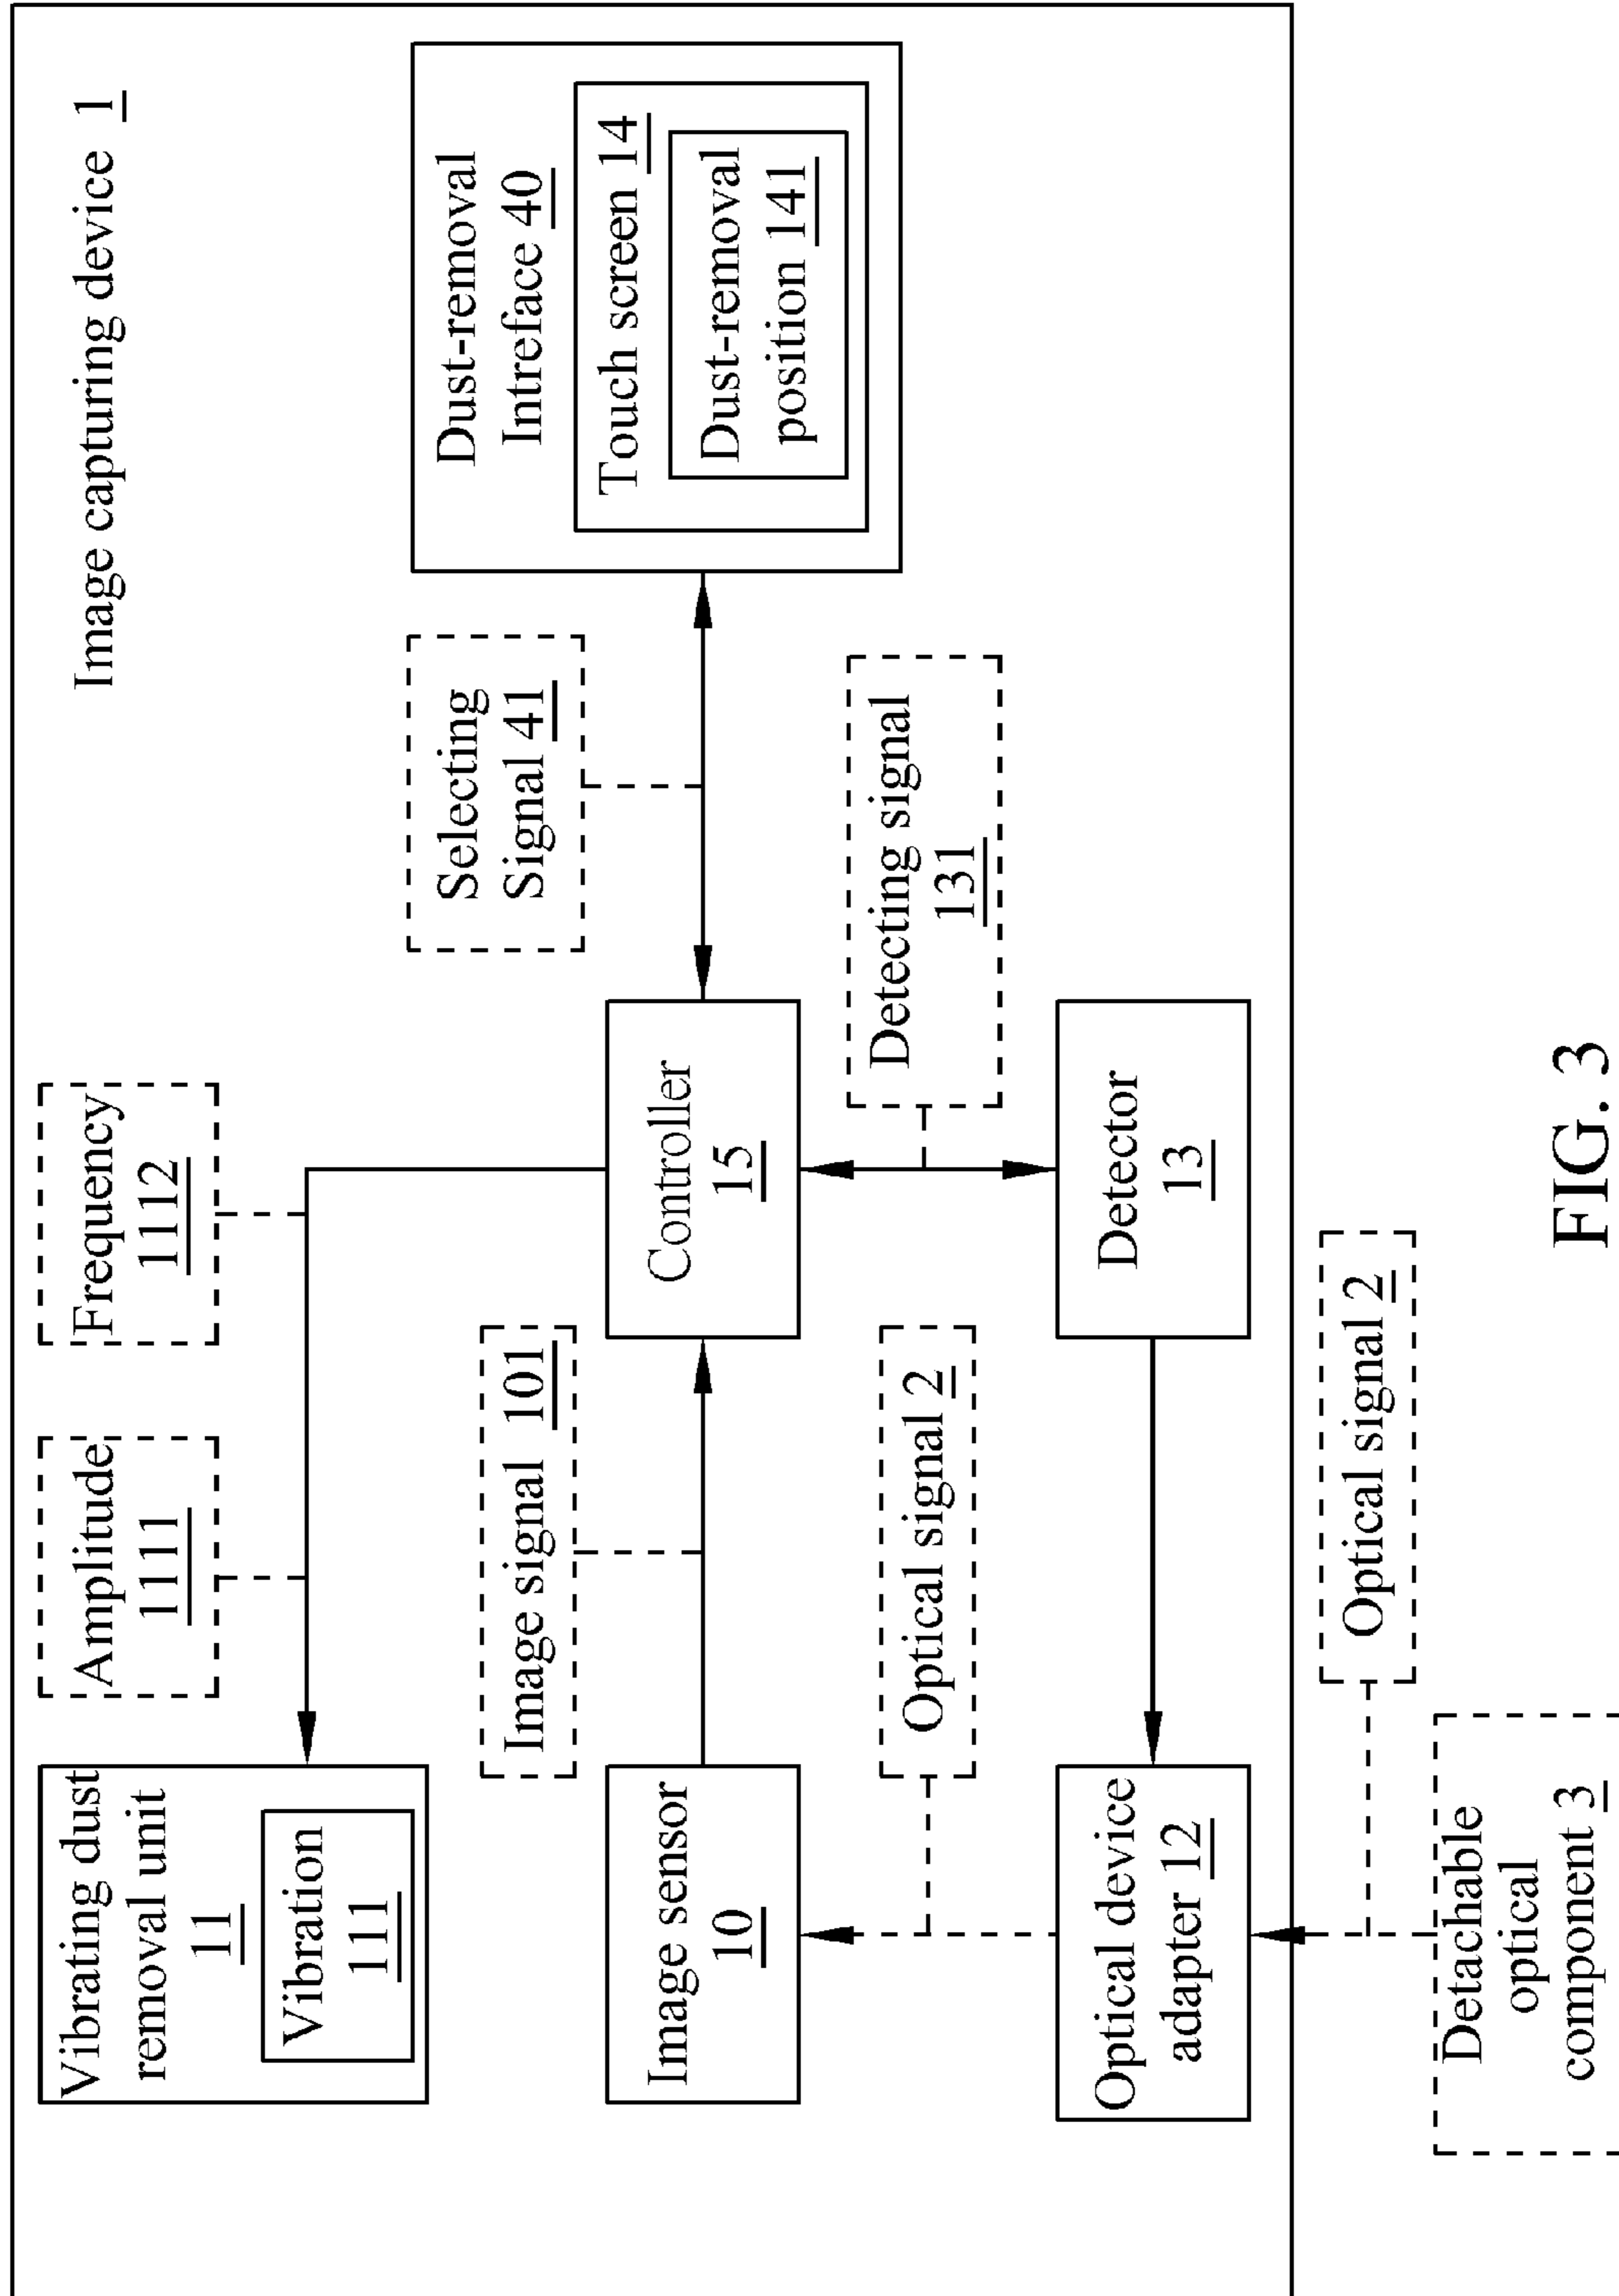 Image capturing device 1
Vibrating dust
removal unit
11
Vibration
111
Amplitude
1111
Frequency
1112
Dust-removal
Intreface 40
Touch screen 14
Dust-removal
position 141
Selecting
Signal 41
Image signal 101
Image sensor
10
Controller
15
Optical signal 2
Detecting signal
131
Optical device
adapter 12
Detector
13
Optical signal 2
Detachable
optical
component 3
FIG. 3